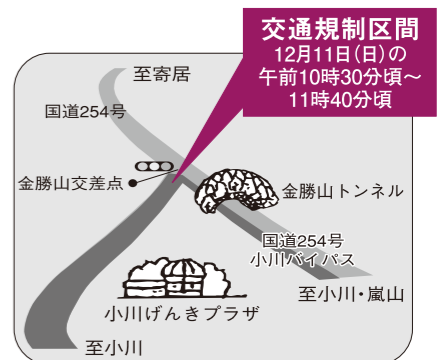 交通規制区間
12月11日(日)の
午前10時30分頃～
11時40分頃
至寄居
国道254号
金勝山交差点
金勝山トンネル
国道254号
小川バイパス
至小川・嵐山
小川げんきプラザ
至小川